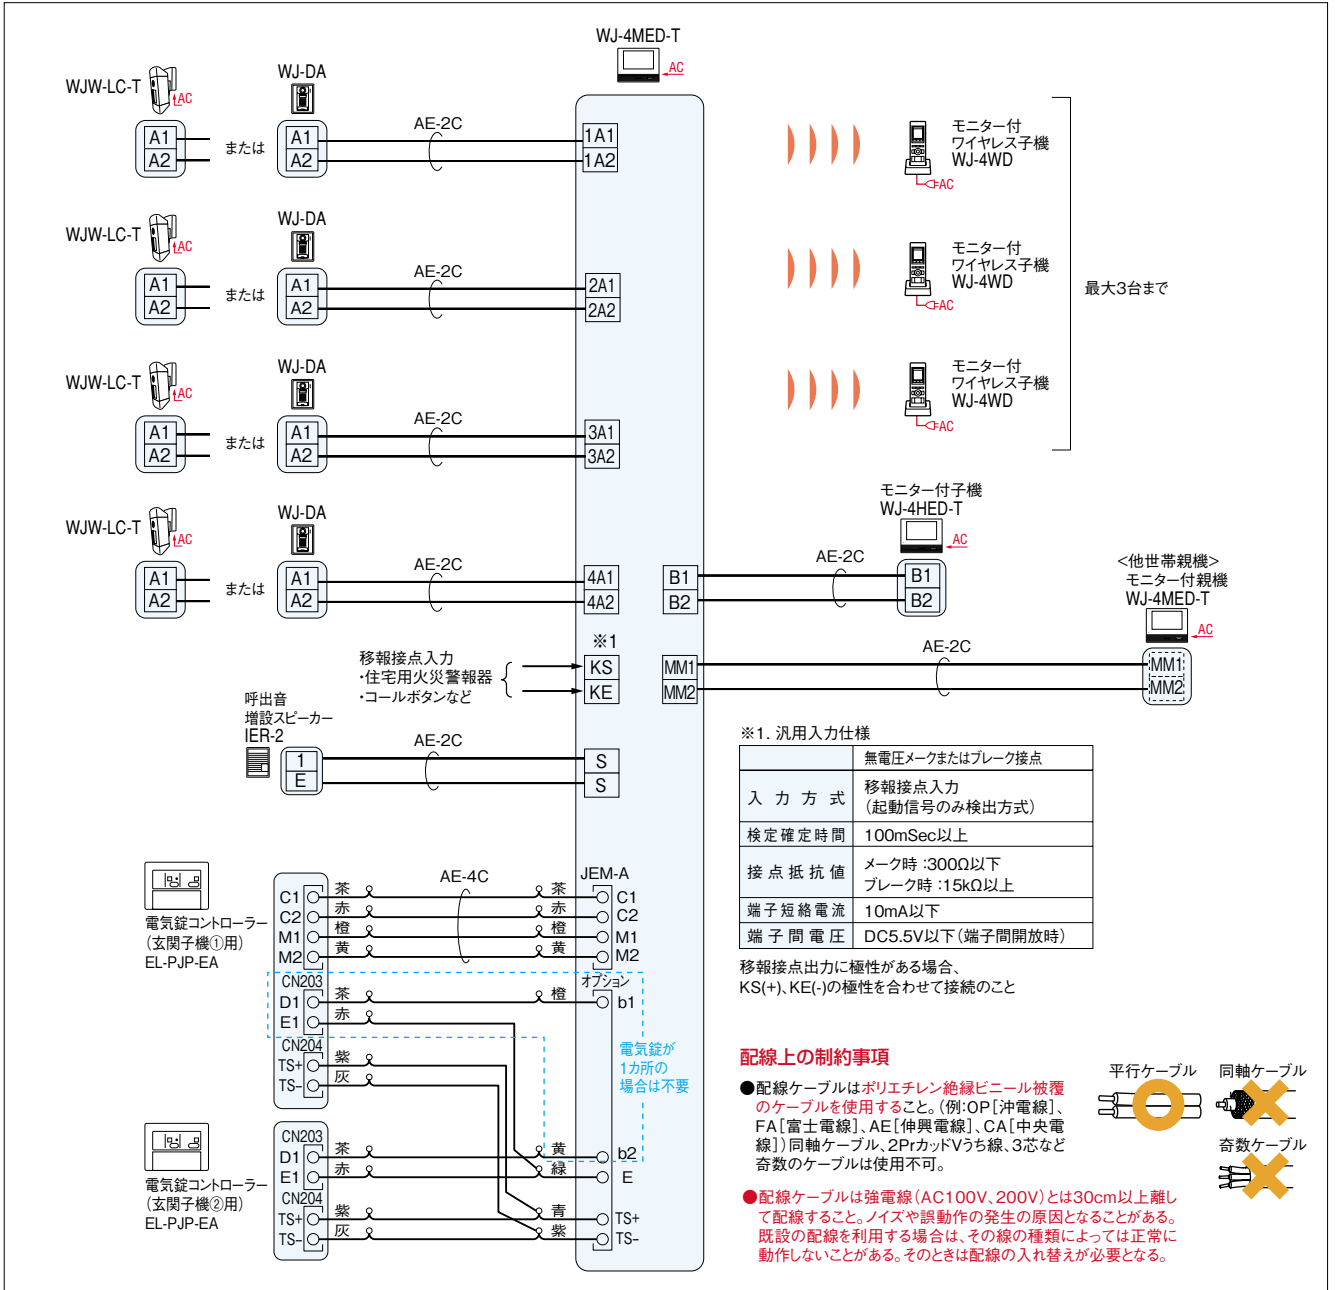 WJ-4MED-T
AC
WJW-LC-T
AC
A1
A2
または
WJ-DA
A1
A2
AE-2C
1A1
1A2
モニター付
ワイヤレス子機
WJ-4WD
AC
WJW-LC-T
AC
A1
A2
または
WJ-DA
A1
A2
AE-2C
2A1
2A2
モニター付
ワイヤレス子機
WJ-4WD
AC
最大3台まで
WJW-LC-T
AC
A1
A2
または
WJ-DA
A1
A2
AE-2C
3A1
3A2
モニター付
ワイヤレス子機
WJ-4WD
AC
WJW-LC-T
AC
A1
A2
または
WJ-DA
A1
A2
AE-2C
4A1
4A2
モニター付子機
WJ-4HED-T
AC
B1
B2
AE-2C
B1
B2
<他世帯親機>
モニター付親機
WJ-4MED-T
AC
MM1
MM2
AE-2C
MM1
MM2
※1
移報接点入力
・住宅用火災警報器
・コールボタンなど
KS
KE
呼出音
増設スピーカー
IER-2
1
E
AE-2C
S
S
※1. 汎用入力仕様
無電圧メークまたはブレーク接点
入力方式
移報接点入力
(起動信号のみ検出方式)
検定確定時間 100mSec以上
接点抵抗値
メーク時:300Ω以下
ブレーク時:15kΩ以上
端子短絡電流 10mA以下
端子間電圧 DC5.5V以下(端子間開放時)
移報接点出力に極性がある場合、
KS(+)、KE(-)の極性を合わせて接続のこと
電気錠コントローラー
(玄関子機①用)
EL-PJP-EA
AE-4C
JEM-A
C1 茶 茶 C1
C2 赤 赤 C2
M1 橙 橙 M1
M2 黄 黄 M2
CN203
オプション
D1 茶 橙 b1
E1 赤
CN204
TS+ 紫
TS- 灰
電気錠が
1カ所の
場合は不要
電気錠コントローラー
(玄関子機②用)
EL-PJP-EA
CN203
D1 茶 黄 b2
E1 赤 緑 E
CN204
TS+ 紫 青 TS+
TS- 灰 紫 TS-
配線上の制約事項
●配線ケーブルはポリエチレン絶縁ビニール被覆
のケーブルを使用すること。(例:OP[沖電線]、
FA[富士電線]、AE[伸興電線]、CA[中央電
線])同軸ケーブル、2PrカッドVうち線、3芯など
奇数のケーブルは使用不可。
●配線ケーブルは強電線(AC100V、200V)とは30cm以上離し
て配線すること。ノイズや誤動作の発生の原因となることがある。
既設の配線を利用する場合は、その線の種類によっては正常に
動作しないことがある。そのときは配線の入れ替えが必要となる。
平行ケーブル
同軸ケーブル
奇数ケーブル